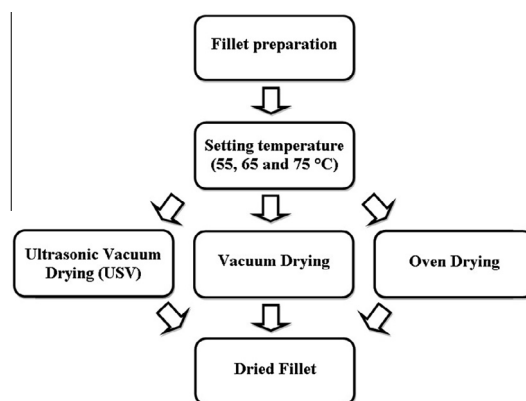 Fillet preparation
Setting temperature
(55, 65 and 75 °C)
Ultrasonic Vacuum
Drying (USV)
Vacuum Drying
Oven Drying
Dried Fillet